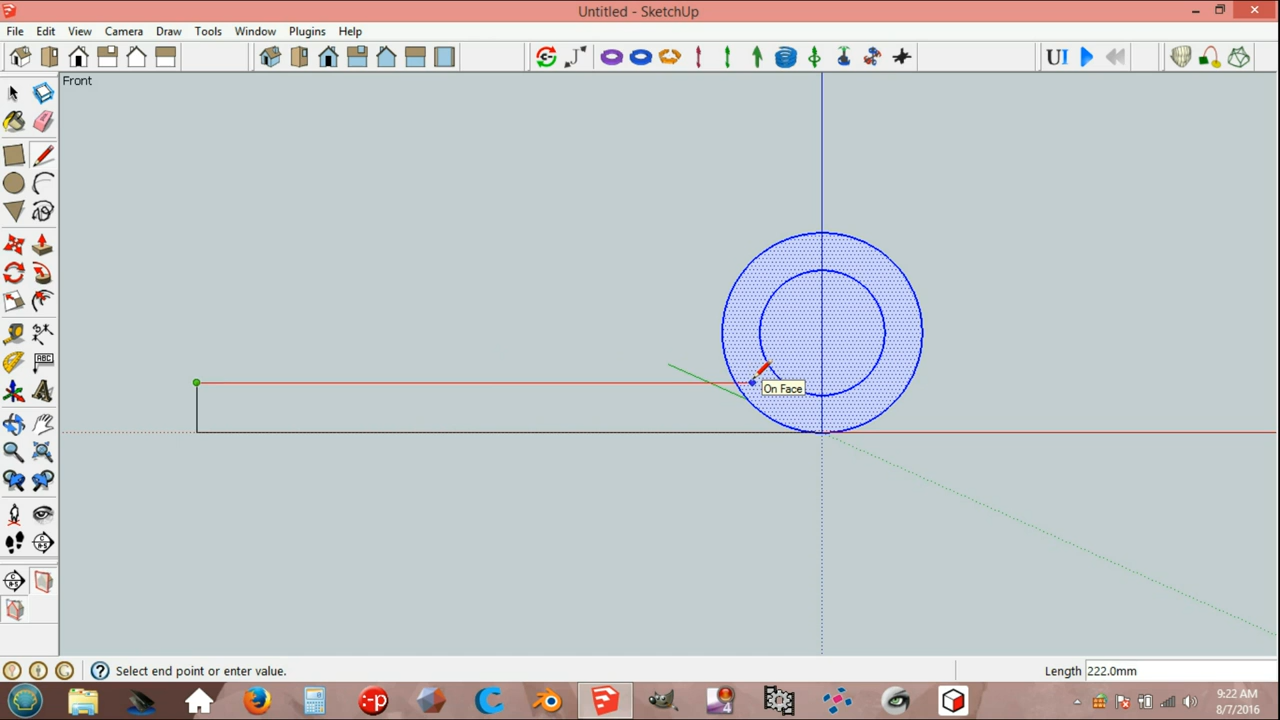 Untitled - SketchUp
File Edit View Camera Draw Tools Window Plugins Help
UI
Front
ABC
On Face
Select end point or enter value.
Length 222.0mm
9:22 AM
8/7/2016